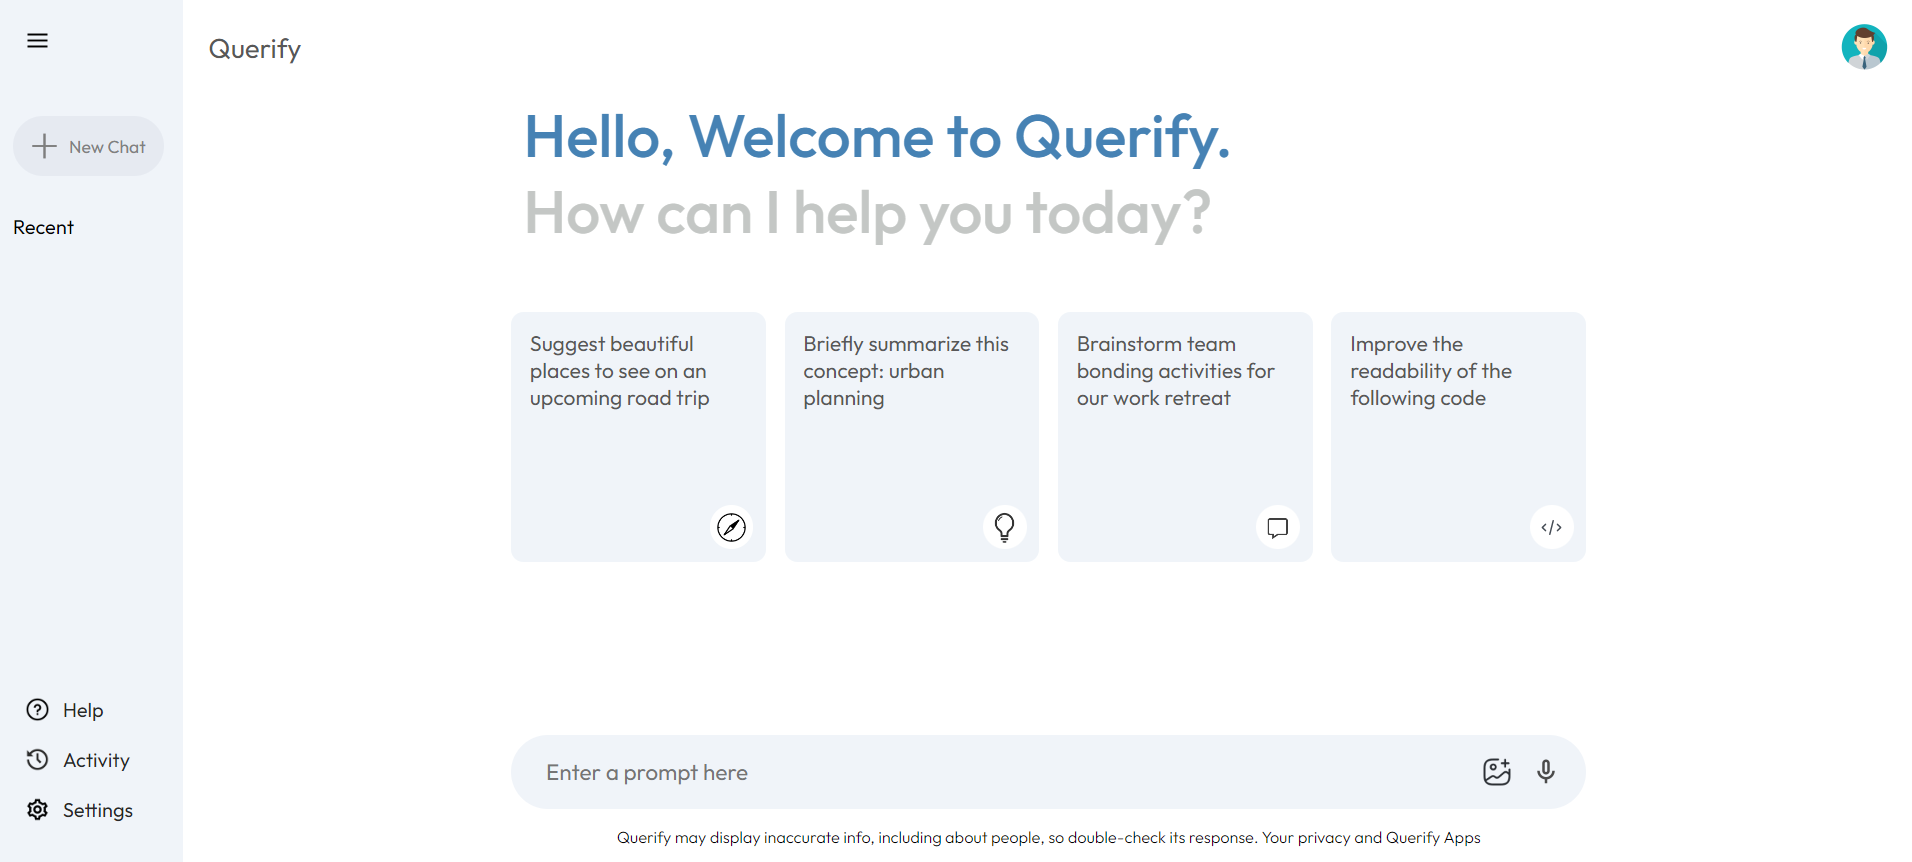 Querify
New Chat
Recent
Hello, Welcome to Querify.
How can I help you today?
Suggest beautiful
places to see on an
upcoming road trip
Briefly summarize this
concept: urban
planning
Brainstorm team
bonding activities for
our work retreat
Improve the
readability of the
following code
Help
Activity
Settings
Enter a prompt here
Querify may display inaccurate info, including about people, so double-check its response. Your privacy and Querify Apps